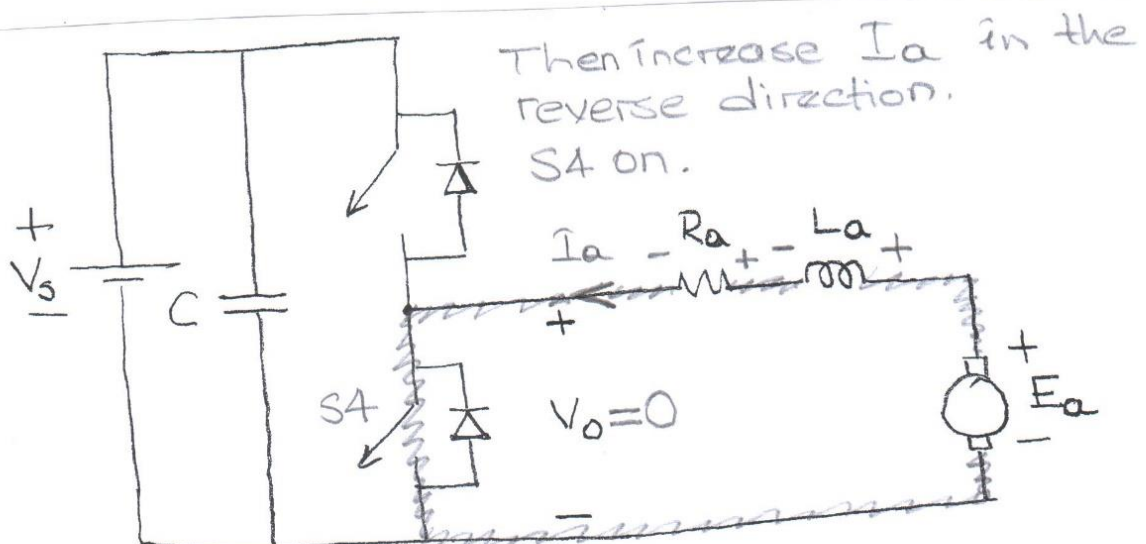 Then increase Ia in the
reverse direction.
S4 on.
+
Vs
−
C
Ia
− Ra +
− La +
+
S4
Vo=0
−
+
Ea
−